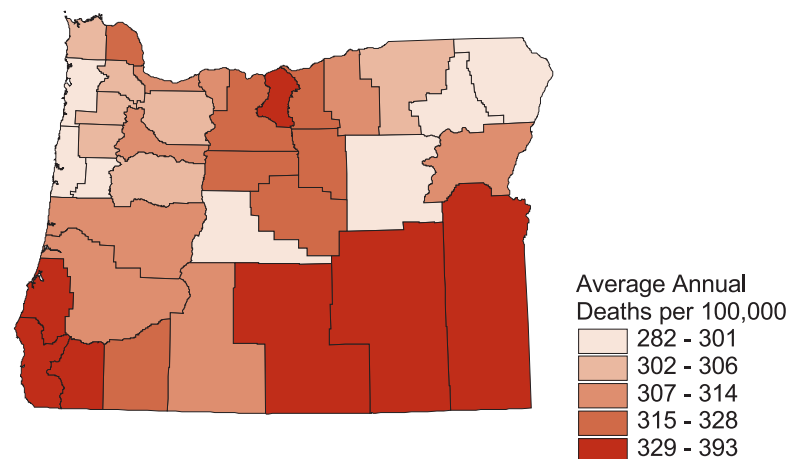 Average Annual
Deaths per 100,000
282 - 301
302 - 306
307 - 314
315 - 328
329 - 393